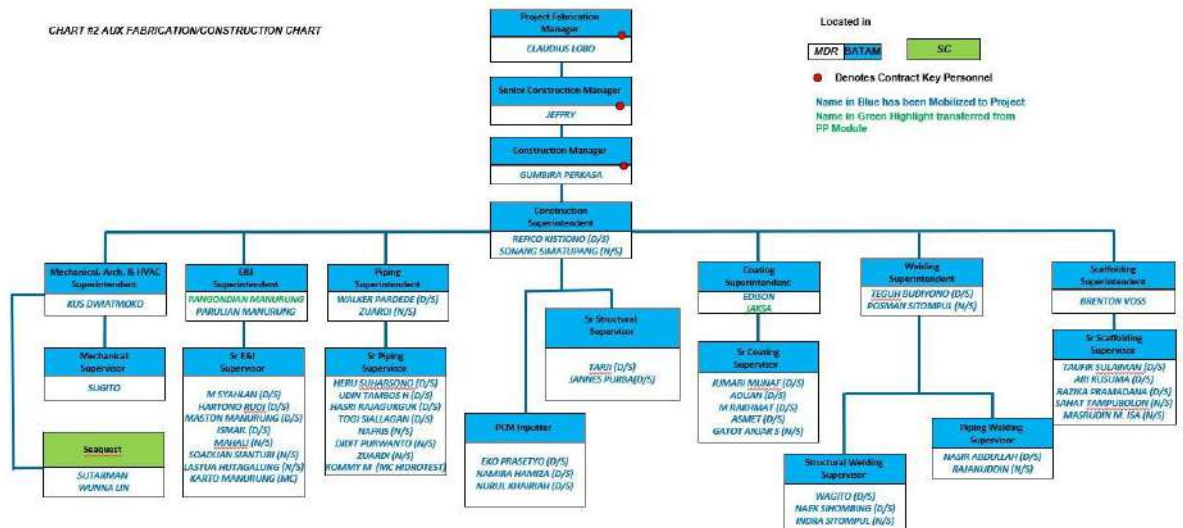 CHART #2 AUX FABRICATION/CONSTRUCTION CHART
Project Fabrication
Manager
CLAUDIUS LOBO
Senior Construction Manager
JEFFRY
Construction Manager
GUMBIRA PERKASA
Construction
Superintendent
REFICO KISTIONO (D/S)
SONANG SIMATUPANG (N/S)
Located in
MDR BATAM
SC
Denotes Contract Key Personnel
Name in Blue has been Mobilized to Project
Name in Green Highlight transferred from
PP Module
Mechanical, Arch. & HVAC
Superintendent
KUS DWIATMOKO
Mechanical
Supervisor
SUGITO
Seaquest
SUTARMAN
WUNNA LIN
E&I
Superintendent
PANGONDIAN MANURUNG
PARULIAN MANURUNG
Sr E&I
Supervisor
M SYAHLAN (D/S)
HARTONO RUDI (D/S)
MASTON MANURUNG (D/S)
ISMAIL (D/S)
MAHALI (N/S)
SOADUAN SIANTURI (N/S)
LASTUA HUTAGALUNG (N/S)
KARTO MANURUNG (MC)
Piping
Superintendent
WALKER PARDEDE (D/S)
ZUARDI (N/S)
Sr Piping
Supervisor
HERU SUHARSONO (D/S)
UDIN TAMBOS H (D/S)
HASRI RAJAGUKGUK (D/S)
TOGI SIALLAGAN (D/S)
NAPRIS (N/S)
DIDIT PURWANTO (N/S)
ZUARDI (N/S)
ROMMY M (MC HIDROTEST)
PCM Inputter
EKO PRASETYO (D/S)
NAMIRA HAMIZA (D/S)
NURUL KHAIRIAH (D/S)
Sr Structural
Supervisor
TARJI (D/S)
JANNES PURBA(D/S)
Coating
Superintendent
EDISON
JAKSA
Sr Coating
Supervisor
JUMARI MUNAF (D/S)
ADUAN (D/S)
M RAKHMAT (D/S)
ASMET (D/S)
GATOT ANJAR S (N/S)
Welding
Superintendent
TEGUH BUDIYONO (D/S)
POSMAN SITOMPUL (N/S)
Structural Welding
Supervisor
WAGITO (D/S)
NAEK SIHOMBING (D/S)
INDRA SITOMPUL (N/S)
Piping Welding
Supervisor
NASIR ABDULLAH (D/S)
BAJANUDDIN (N/S)
Scaffolding
Superintendent
BRENTON VOSS
Sr Scaffolding
Supervisor
TAUFIK SULAIMAN (D/S)
ARI KUSUMA (D/S)
RAZIKA PRAMADANA (D/S)
SAHAT TAMPUBOLON (N/S)
MASRUDIN M. ISA (N/S)